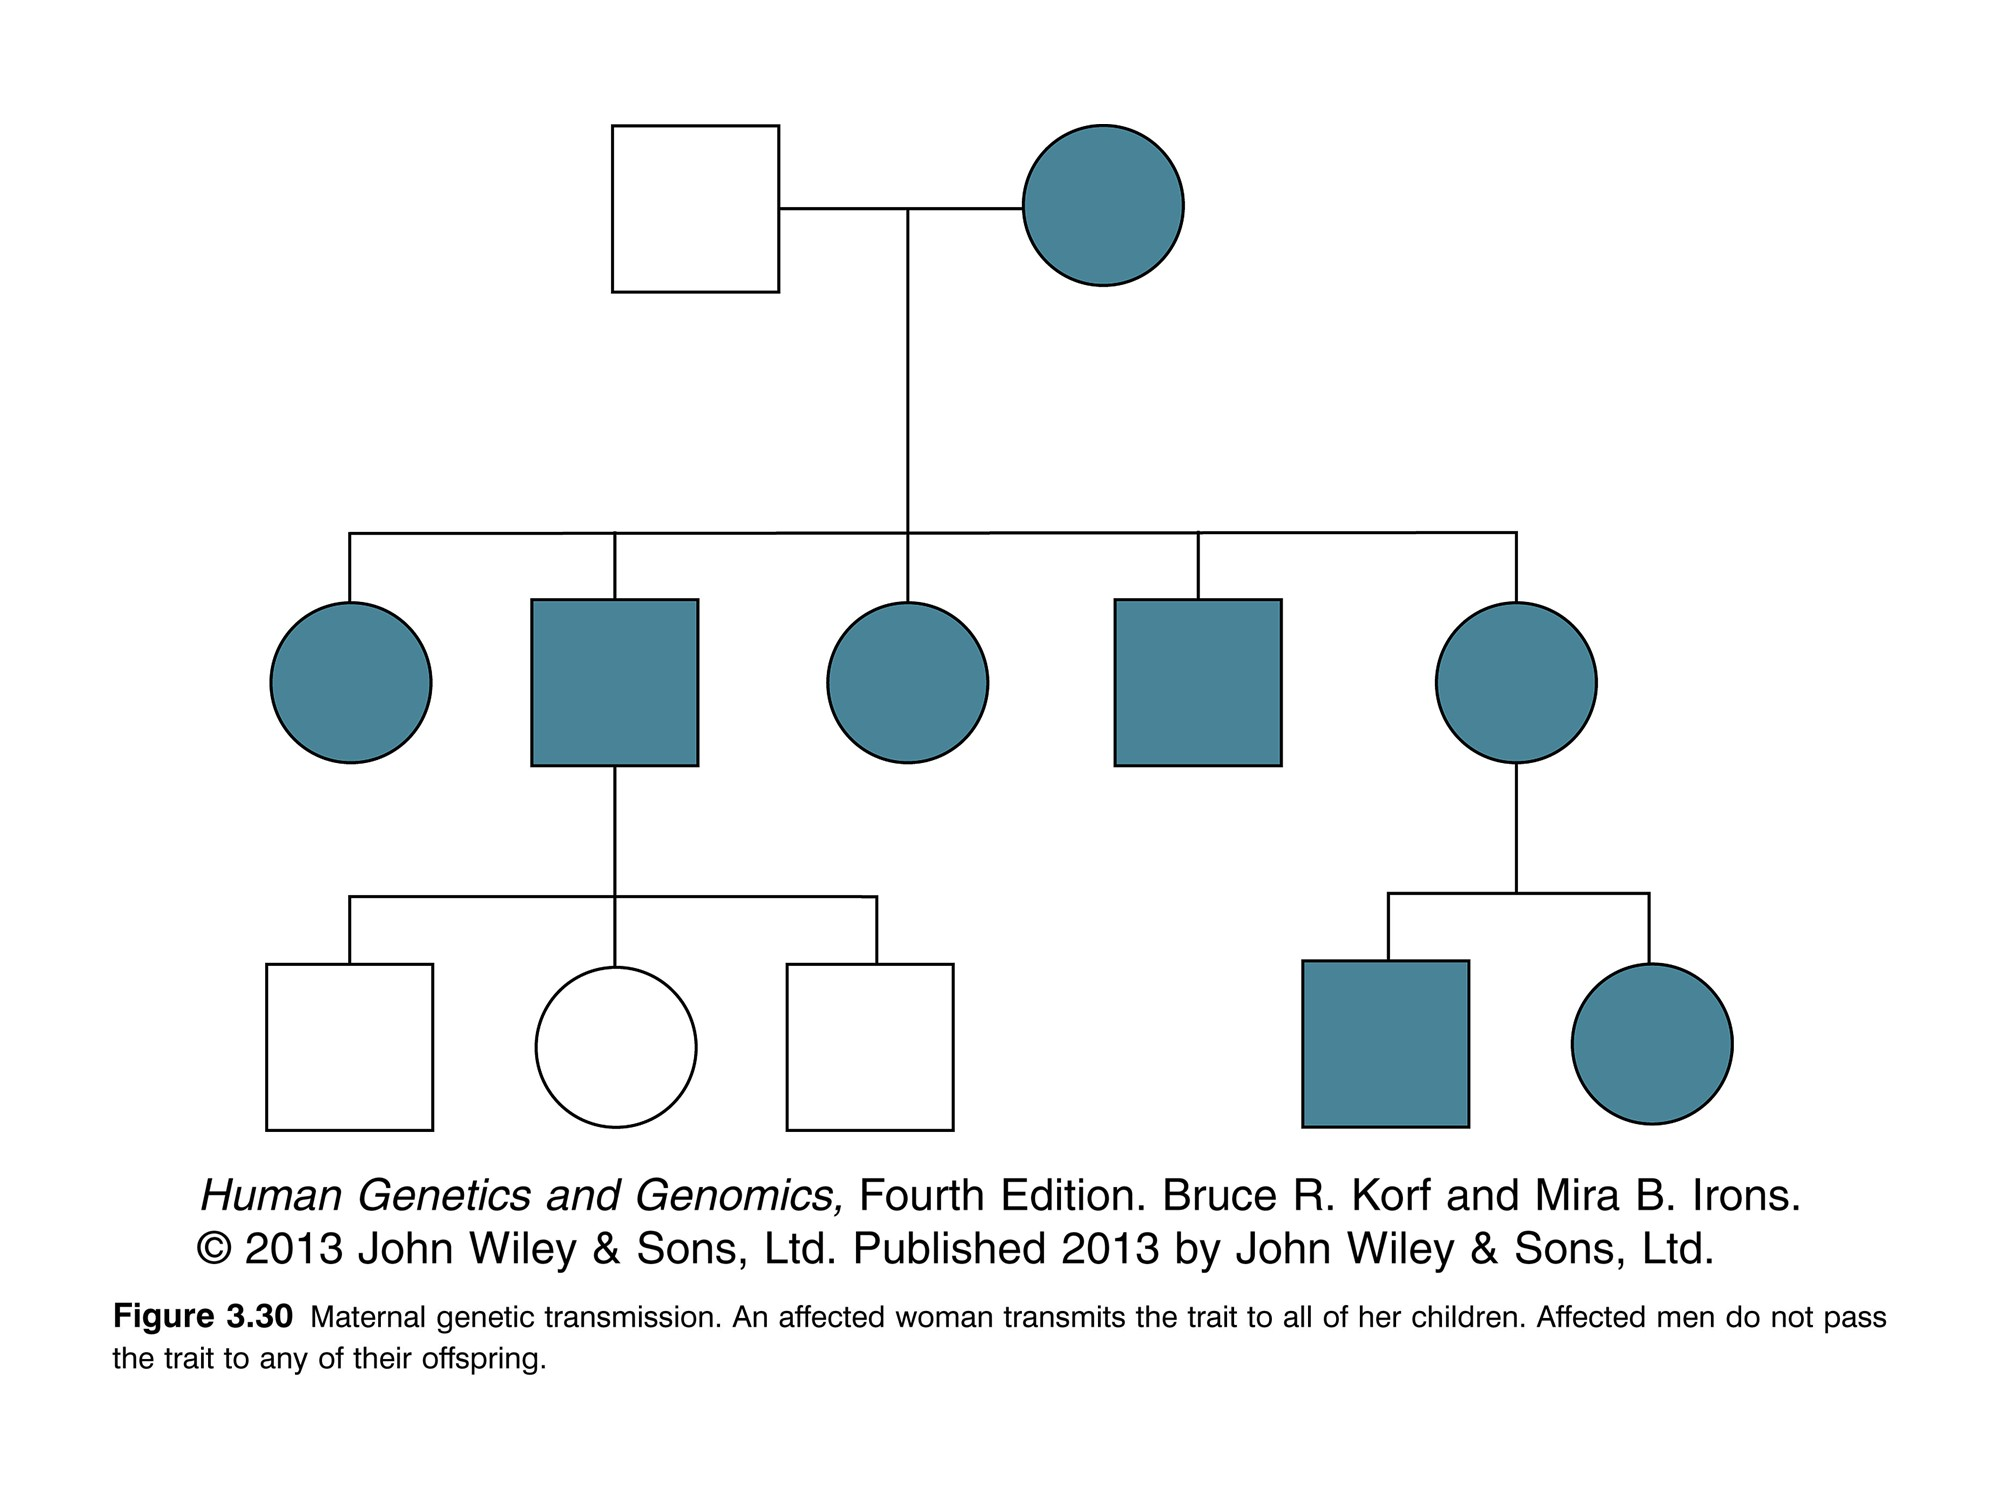 Human Genetics and Genomics, Fourth Edition. Bruce R. Korf and Mira B. Irons.
© 2013 John Wiley & Sons, Ltd. Published 2013 by John Wiley & Sons, Ltd.
Figure 3.30 Maternal genetic transmission. An affected woman transmits the trait to all of her children. Affected men do not pass
the trait to any of their offspring.